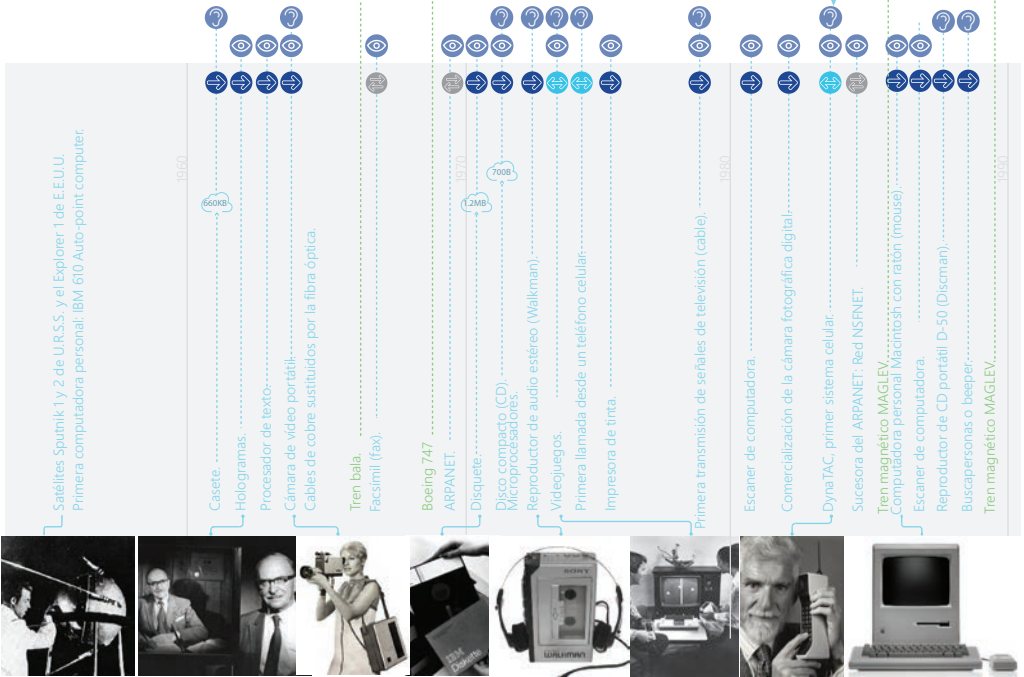 1960
1970
1980
1990
660KB
1.2MB
700B
Satélites Sputnik 1 y 2 de U.R.S.S. y el Explorer 1 de E.E.U.U.
Primera computadora personal: IBM 610 Auto-point computer.
Casete.
Hologramas.
Procesador de texto.
Cámara de vídeo portátil.
Cables de cobre sustituidos por la fibra óptica.
Tren bala.
Facsímil (fax).
Boeing 747
ARPANET.
Disquete.
Disco compacto (CD).
Microprocesadores.
Reproductor de audio estéreo (Walkman).
Videojuegos.
Primera llamada desde un teléfono celular.
Impresora de tinta.
Primera transmisión de señales de televisión (cable).
Escaner de computadora.
Comercialización de la cámara fotográfica digital.
DynaTAC, primer sistema celular.
Sucesora del ARPANET: Red NSFNET.
Tren magnético MAGLEV.
Computadora personal Macintosh con ratón (mouse).
Escaner de computadora.
Reproductor de CD portátil D-50 (Discman).
Buscapersonas o beeper.
Tren magnético MAGLEV.
IBM
Diskette
SONY
WALKMAN